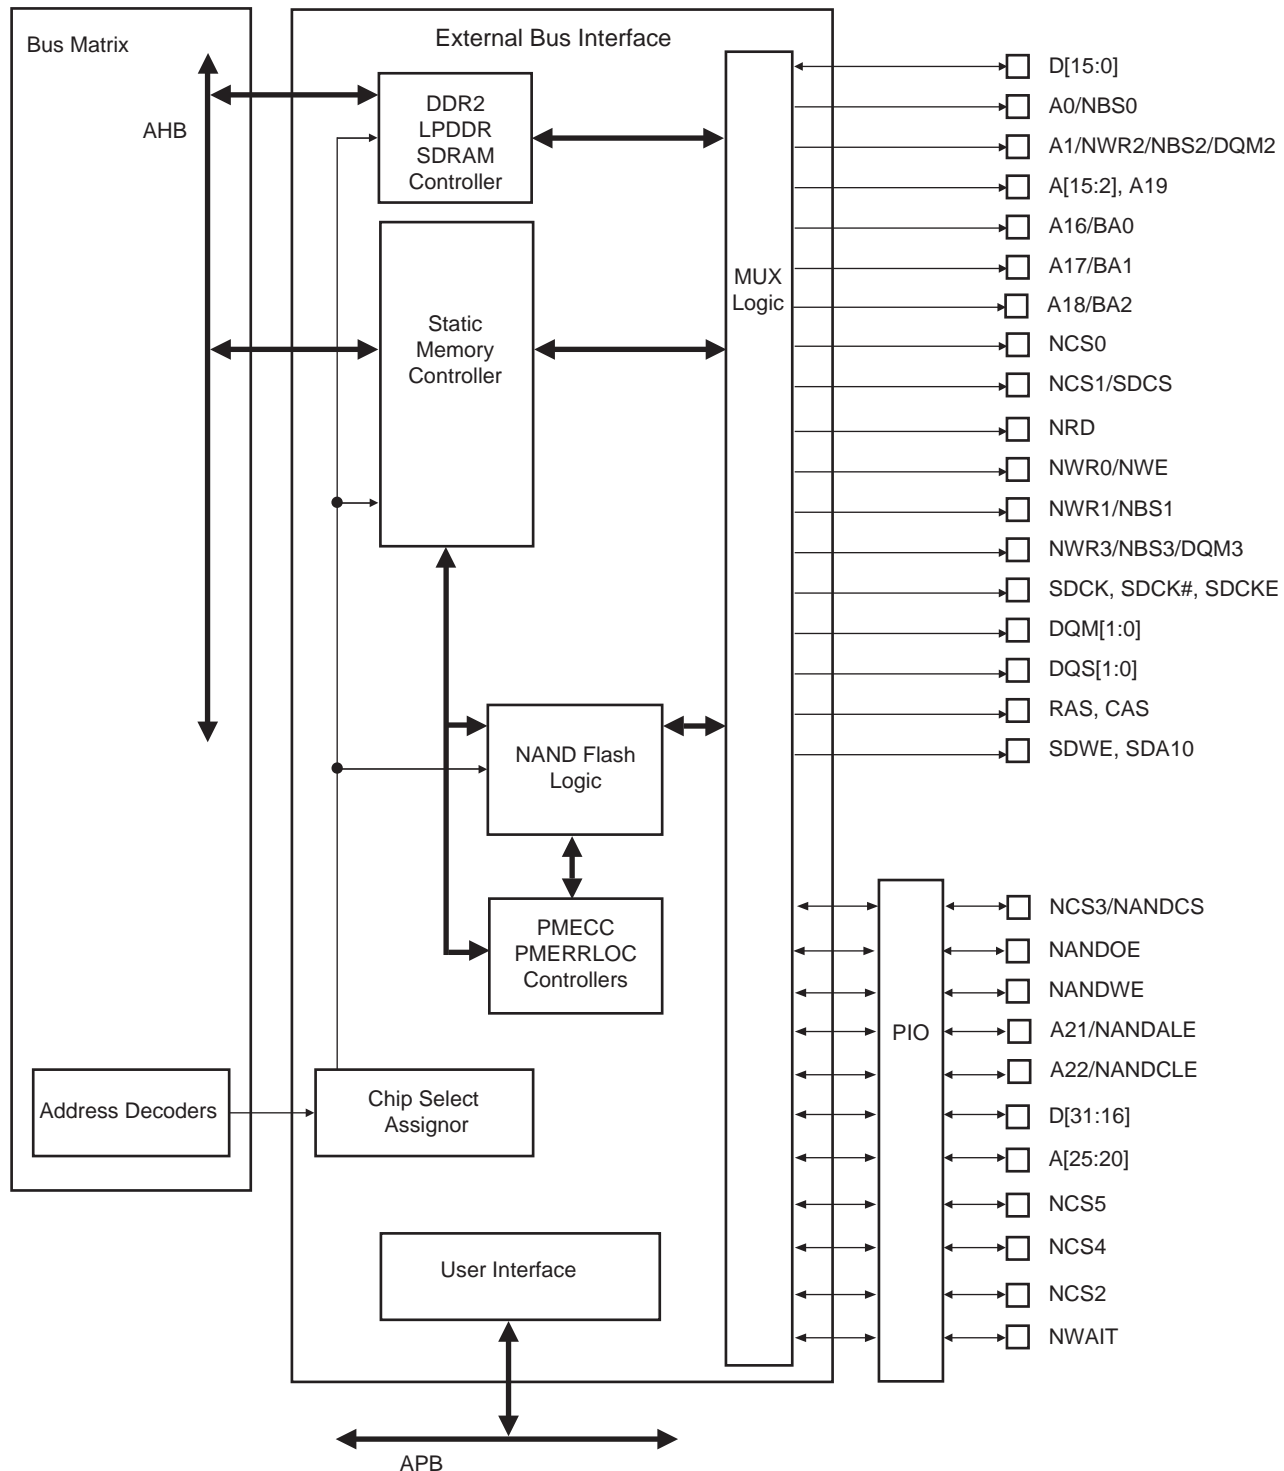 Bus Matrix
AHB
Address Decoders
External Bus Interface
DDR2
LPDDR
SDRAM
Controller
Static
Memory
Controller
NAND Flash
Logic
PMECC
PMERRLOC
Controllers
Chip Select
Assignor
User Interface
APB
MUX
Logic
PIO
D[15:0]
A0/NBS0
A1/NWR2/NBS2/DQM2
A[15:2], A19
A16/BA0
A17/BA1
A18/BA2
NCS0
NCS1/SDCS
NRD
NWR0/NWE
NWR1/NBS1
NWR3/NBS3/DQM3
SDCK, SDCK#, SDCKE
DQM[1:0]
DQS[1:0]
RAS, CAS
SDWE, SDA10
NCS3/NANDCS
NANDOE
NANDWE
A21/NANDALE
A22/NANDCLE
D[31:16]
A[25:20]
NCS5
NCS4
NCS2
NWAIT